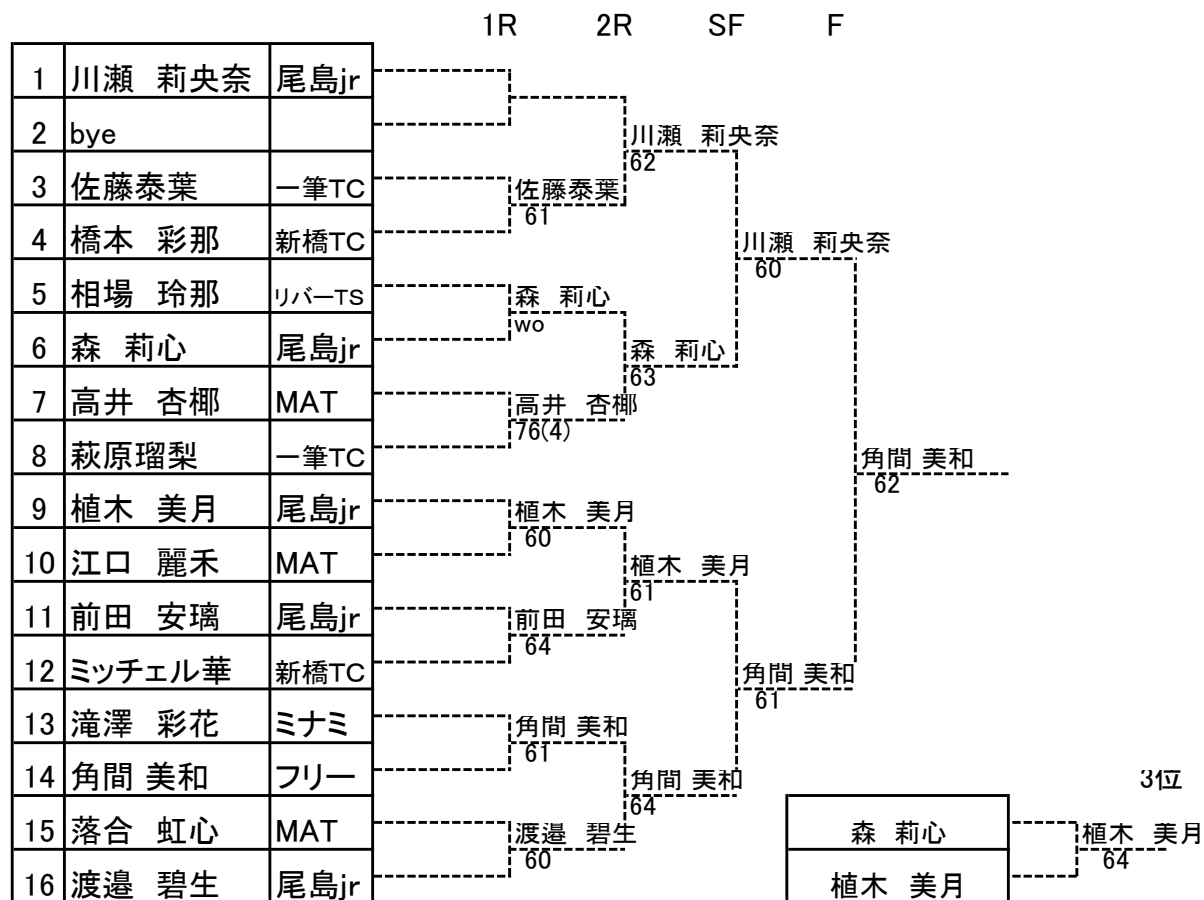 1R 2R SF F
1 川瀬 莉央奈 尾島jr
2 bye
川瀬 莉央奈
62
3 佐藤泰葉 一筆TC
佐藤泰葉
61
4 橋本 彩那 新橋TC
川瀬 莉央奈
60
5 相場 玲那 リバーTS
森 莉心
wo
6 森 莉心 尾島jr
森 莉心
63
7 高井 杏椰 MAT
高井 杏椰
76(4)
8 萩原瑠梨 一筆TC
角間 美和
62
9 植木 美月 尾島jr
植木 美月
60
10 江口 麗禾 MAT
植木 美月
61
11 前田 安璃 尾島jr
前田 安璃
64
12 ミッチェル華 新橋TC
角間 美和
61
13 滝澤 彩花 ミナミ
角間 美和
61
14 角間 美和 フリー
角間 美和
64
3位
15 落合 虹心 MAT
渡邉 碧生
60
森 莉心
植木 美月
64
16 渡邉 碧生 尾島jr
植木 美月